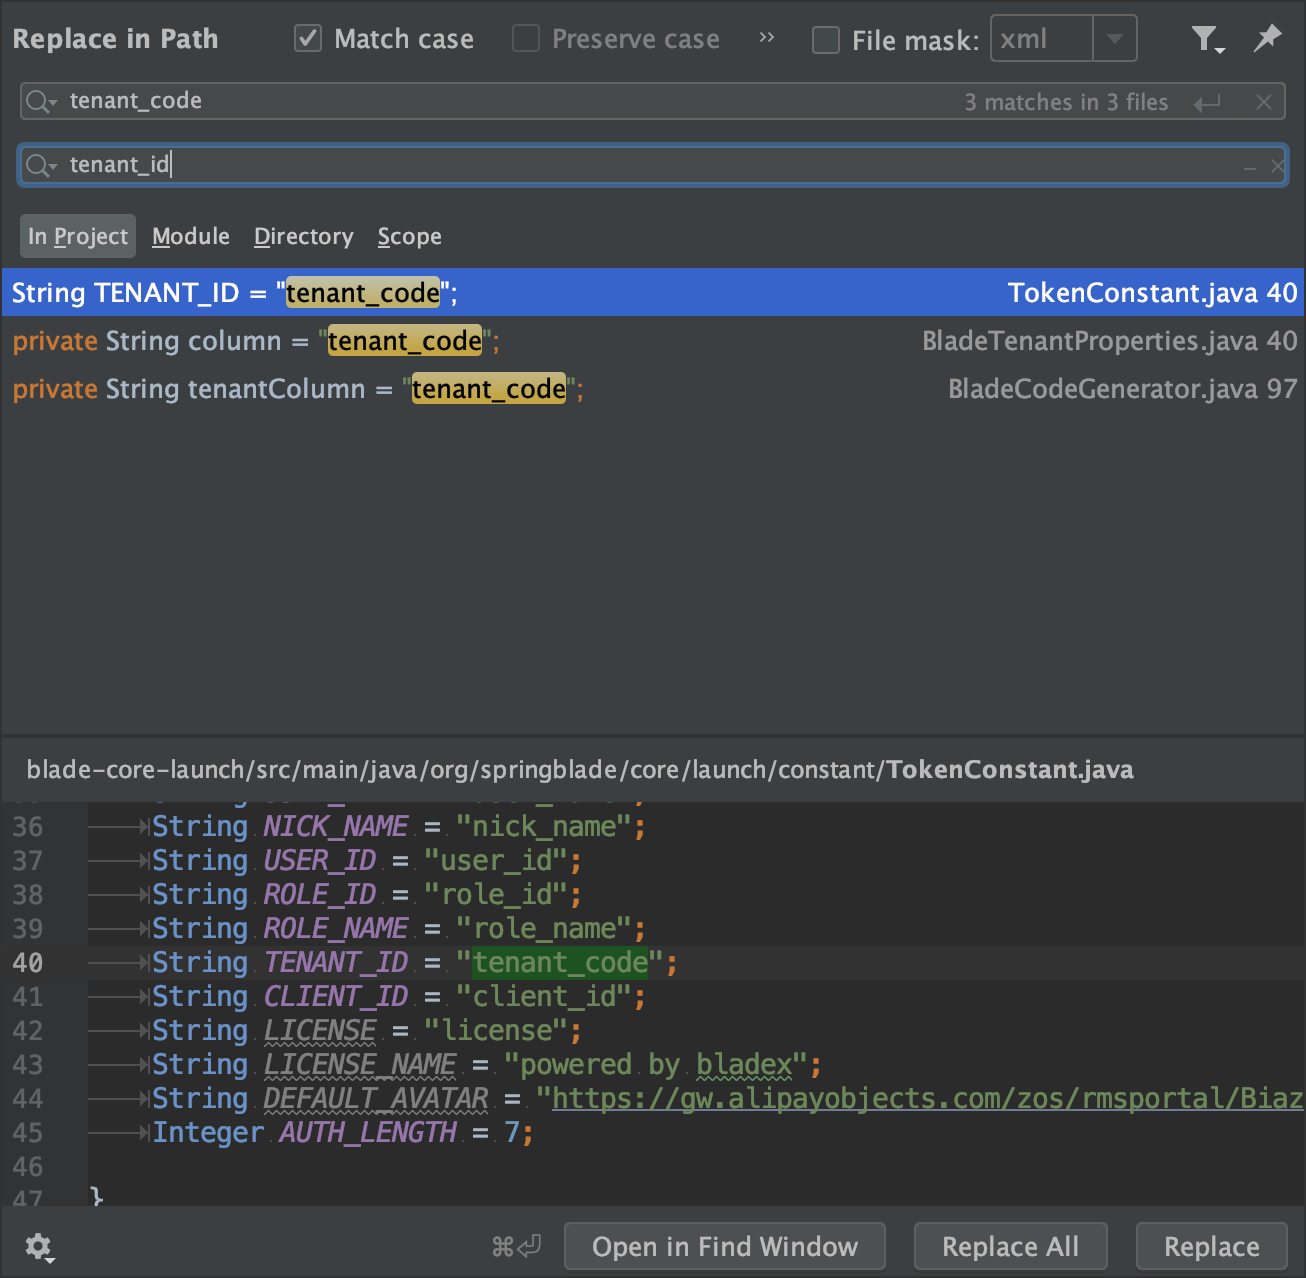 Replace in Path Match case Preserve case » File mask: xml
tenant_code 3 matches in 3 files
tenant_id
In Project Module Directory Scope
String TENANT_ID = "tenant_code"; TokenConstant.java 40
private String column = "tenant_code"; BladeTenantProperties.java 40
private String tenantColumn = "tenant_code"; BladeCodeGenerator.java 97
blade-core-launch/src/main/java/org/springblade/core/launch/constant/TokenConstant.java
36 String NICK_NAME = "nick_name";
37 String USER_ID = "user_id";
38 String ROLE_ID = "role_id";
39 String ROLE_NAME = "role_name";
40 String TENANT_ID = "tenant_code";
41 String CLIENT_ID = "client_id";
42 String LICENSE = "license";
43 String LICENSE_NAME = "powered by bladex";
44 String DEFAULT_AVATAR = "https://gw.alipayobjects.com/zos/rmsportal/Biaz
45 Integer AUTH_LENGTH = 7;
46
47 }
⌘⏎ Open in Find Window Replace All Replace